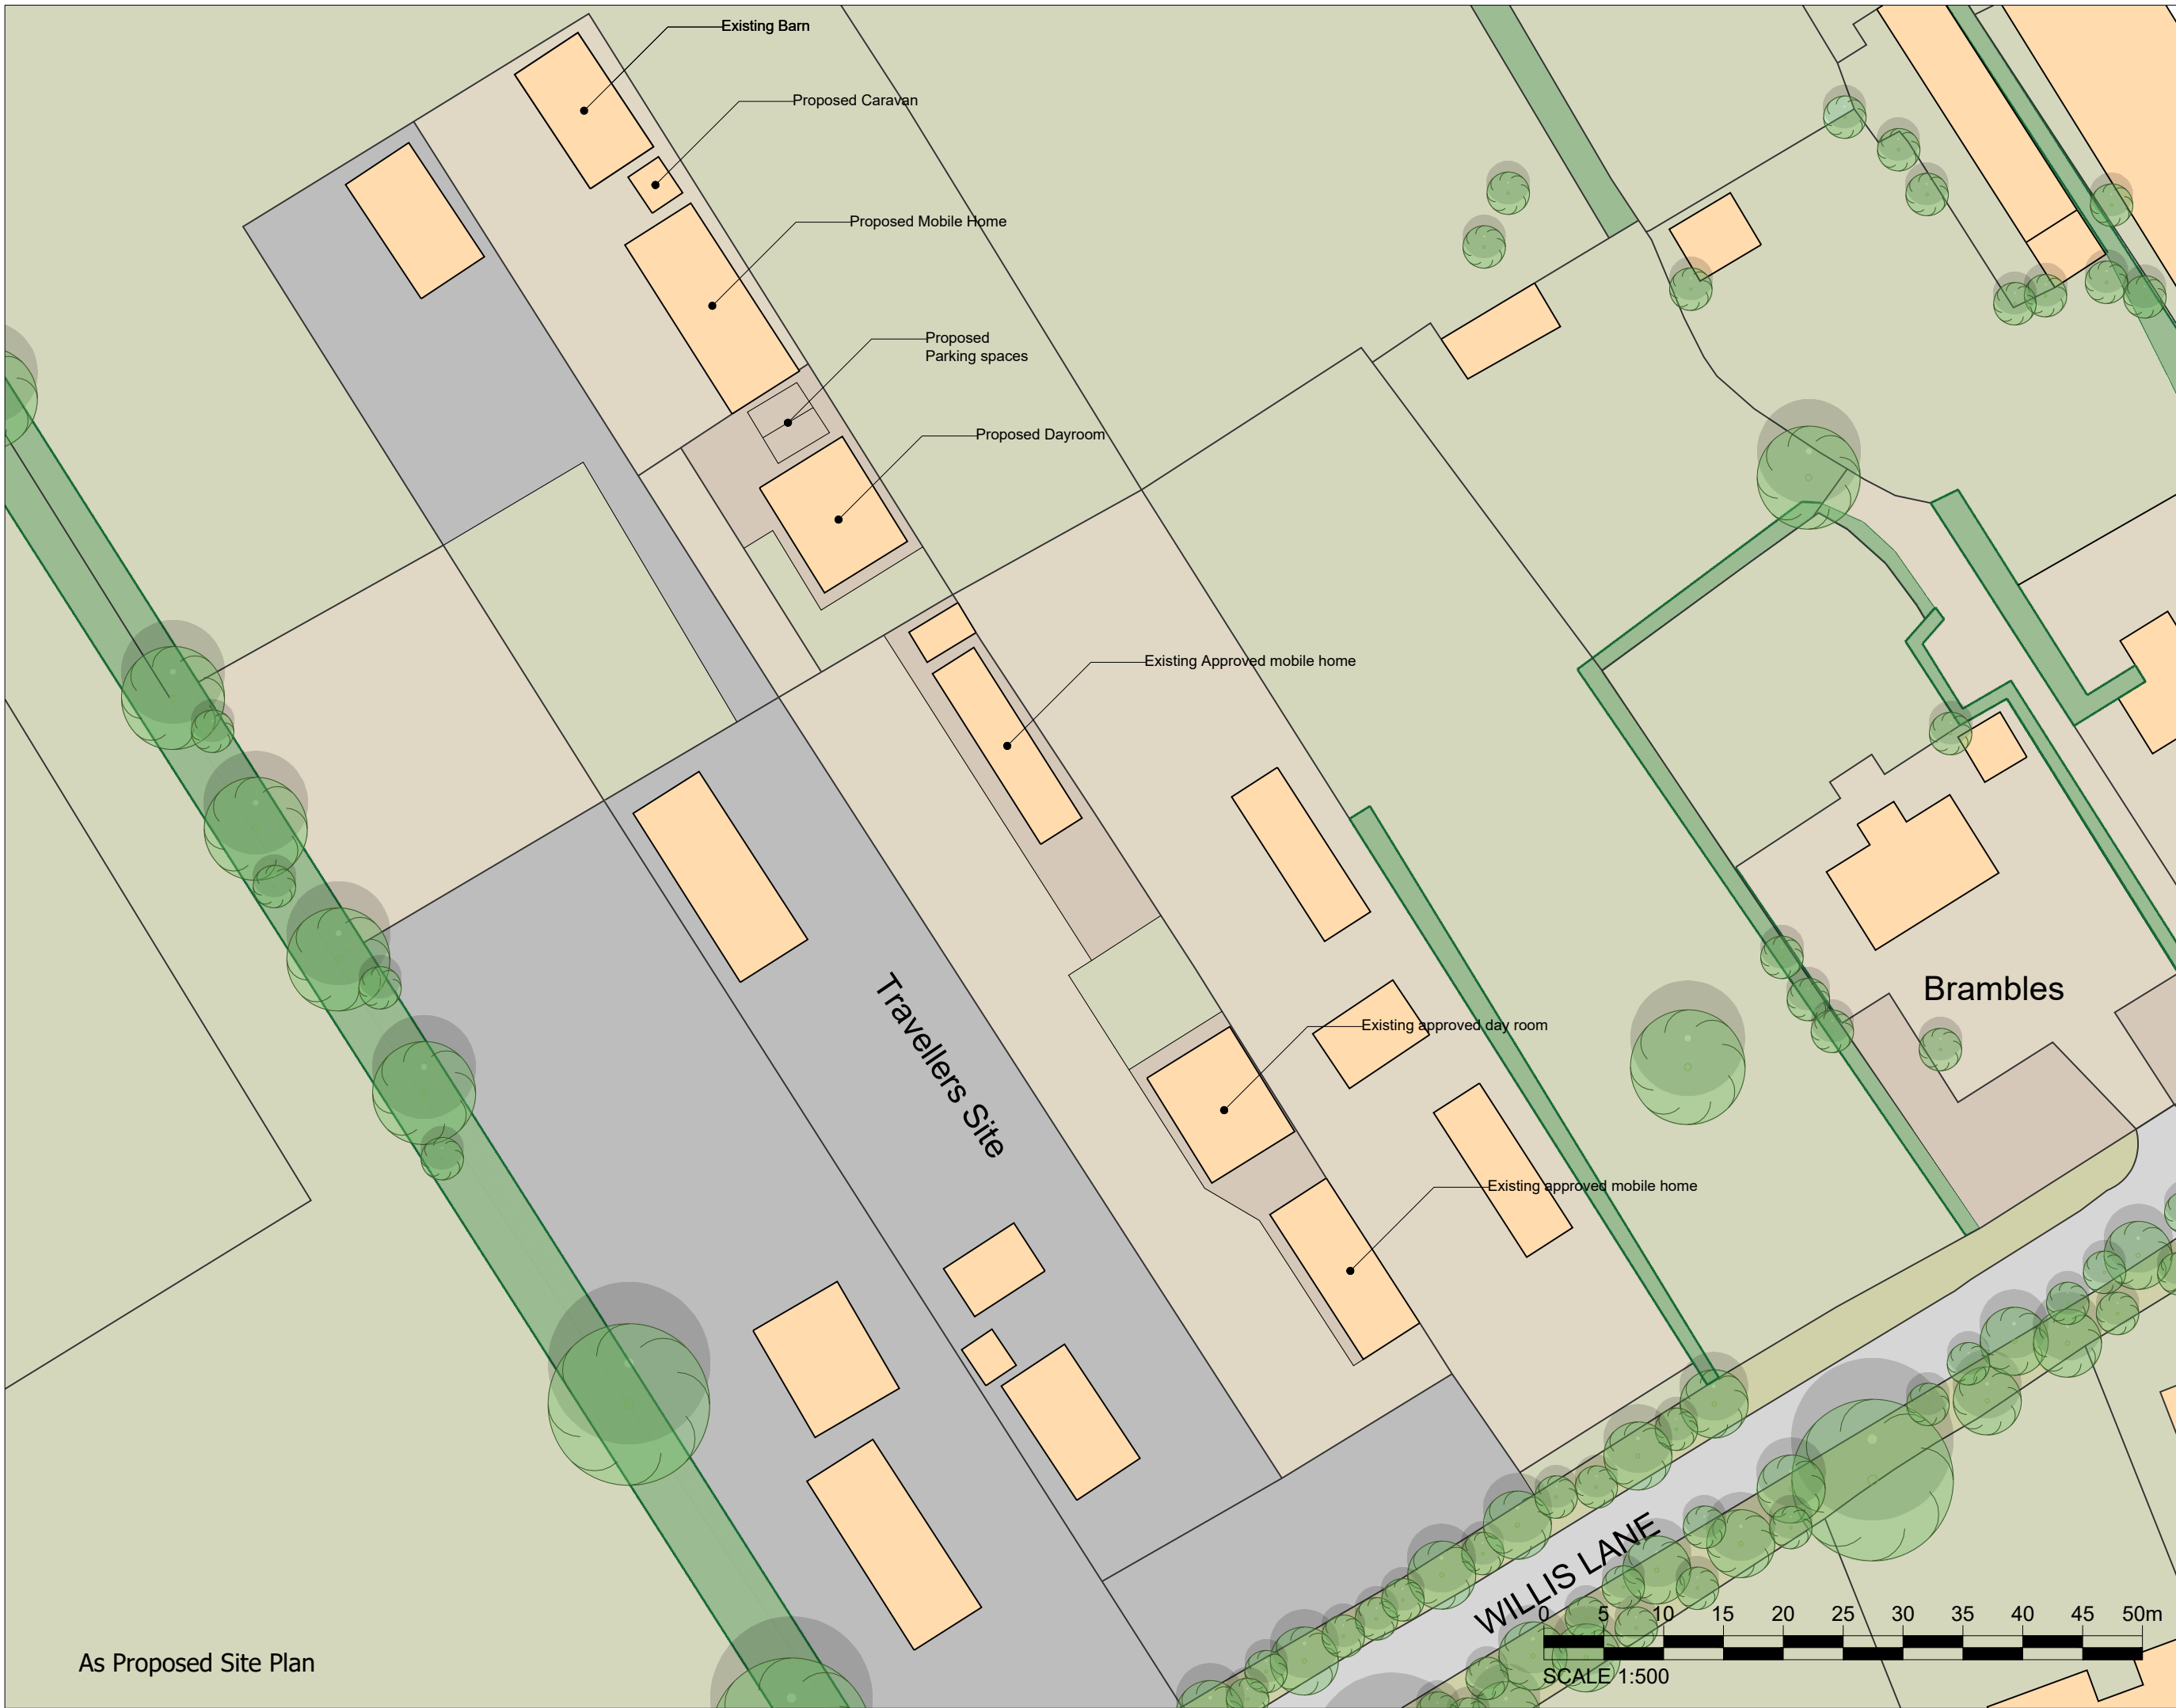 Existing Barn
Proposed Caravan
Proposed Mobile Home
Proposed
Parking spaces
Proposed Dayroom
Existing Approved mobile home
Travellers Site
Brambles
Existing approved day room
Existing approved mobile home
WILLIS LANE
0 5 10 15 20 25 30 35 40 45 50m
SCALE 1:500
As Proposed Site Plan